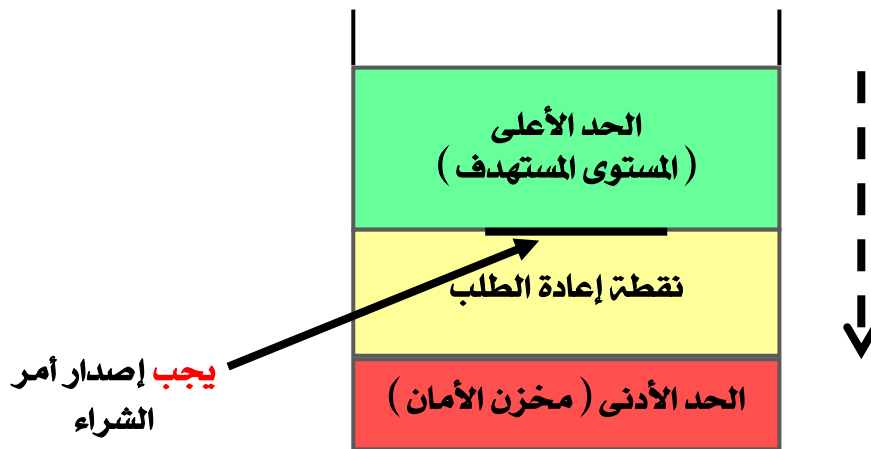 الحد الأعلى
( المستوى المستهدف )
نقطة إعادة الطلب
يجب إصدار أمر
الشراء
الحد الأدنى ( مخزن الأمان )